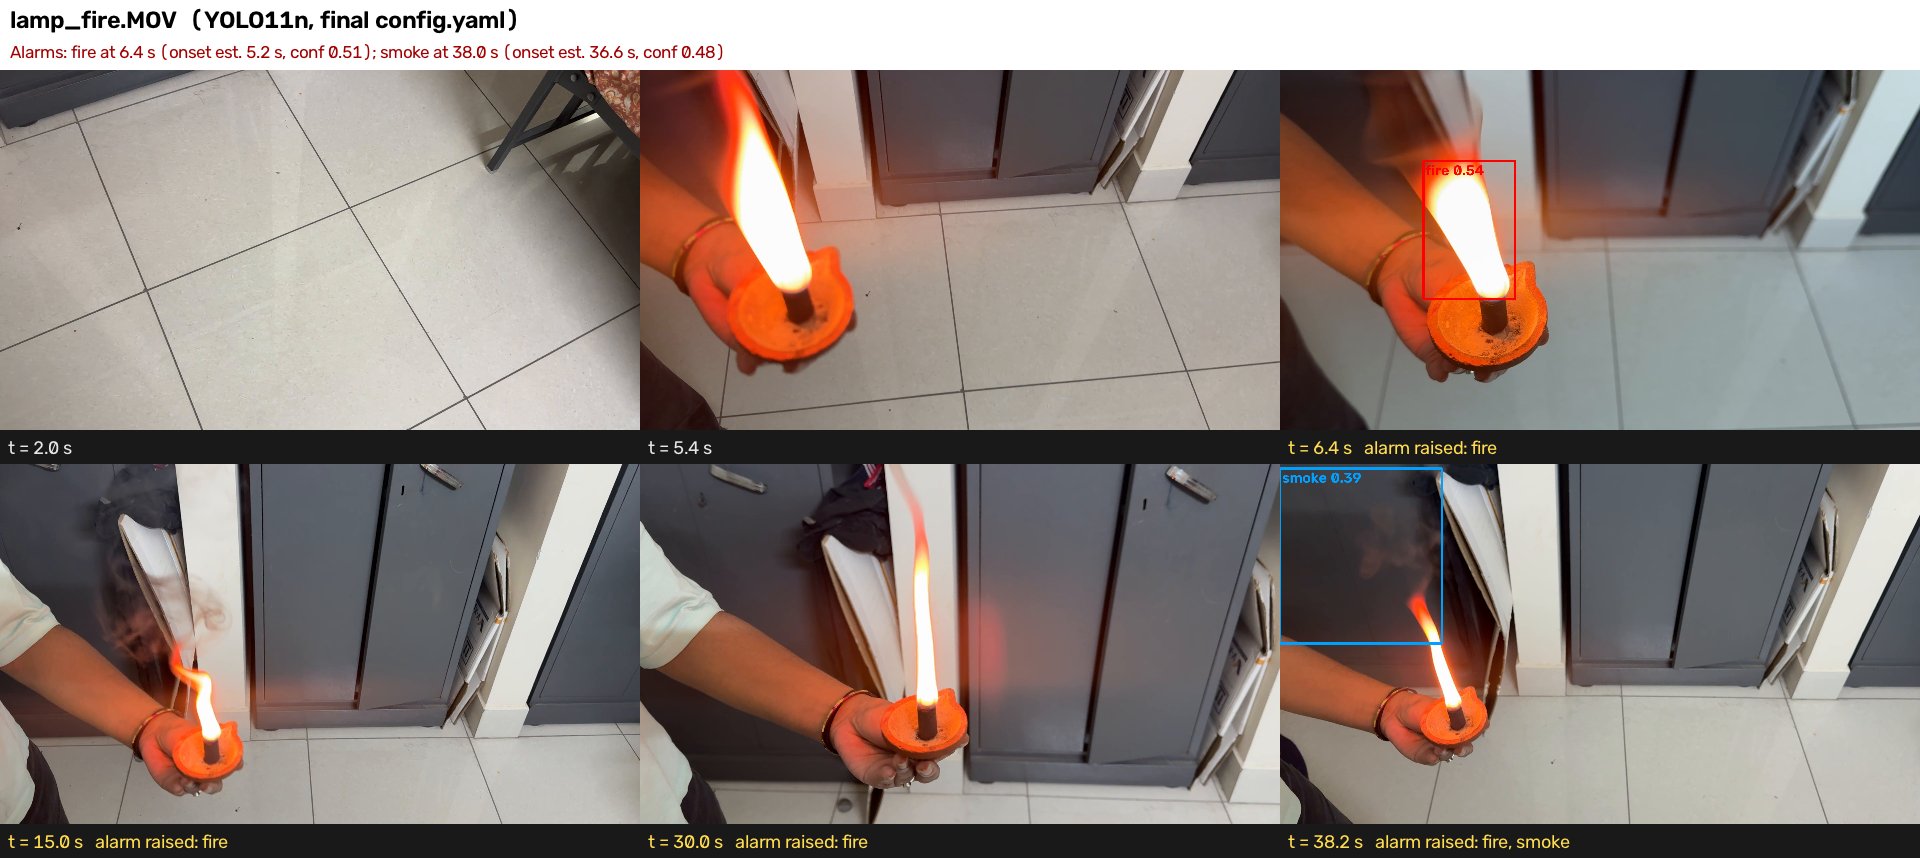 lamp_fire.MOV (YOLO11n, final config.yaml)
Alarms: fire at 6.4 s (onset est. 5.2 s, conf 0.51); smoke at 38.0 s (onset est. 36.6 s, conf 0.48)
fire 0.54
t = 2.0 s
t = 5.4 s
t = 6.4 s alarm raised: fire
smoke 0.39
t = 15.0 s alarm raised: fire
t = 30.0 s alarm raised: fire
t = 38.2 s alarm raised: fire, smoke